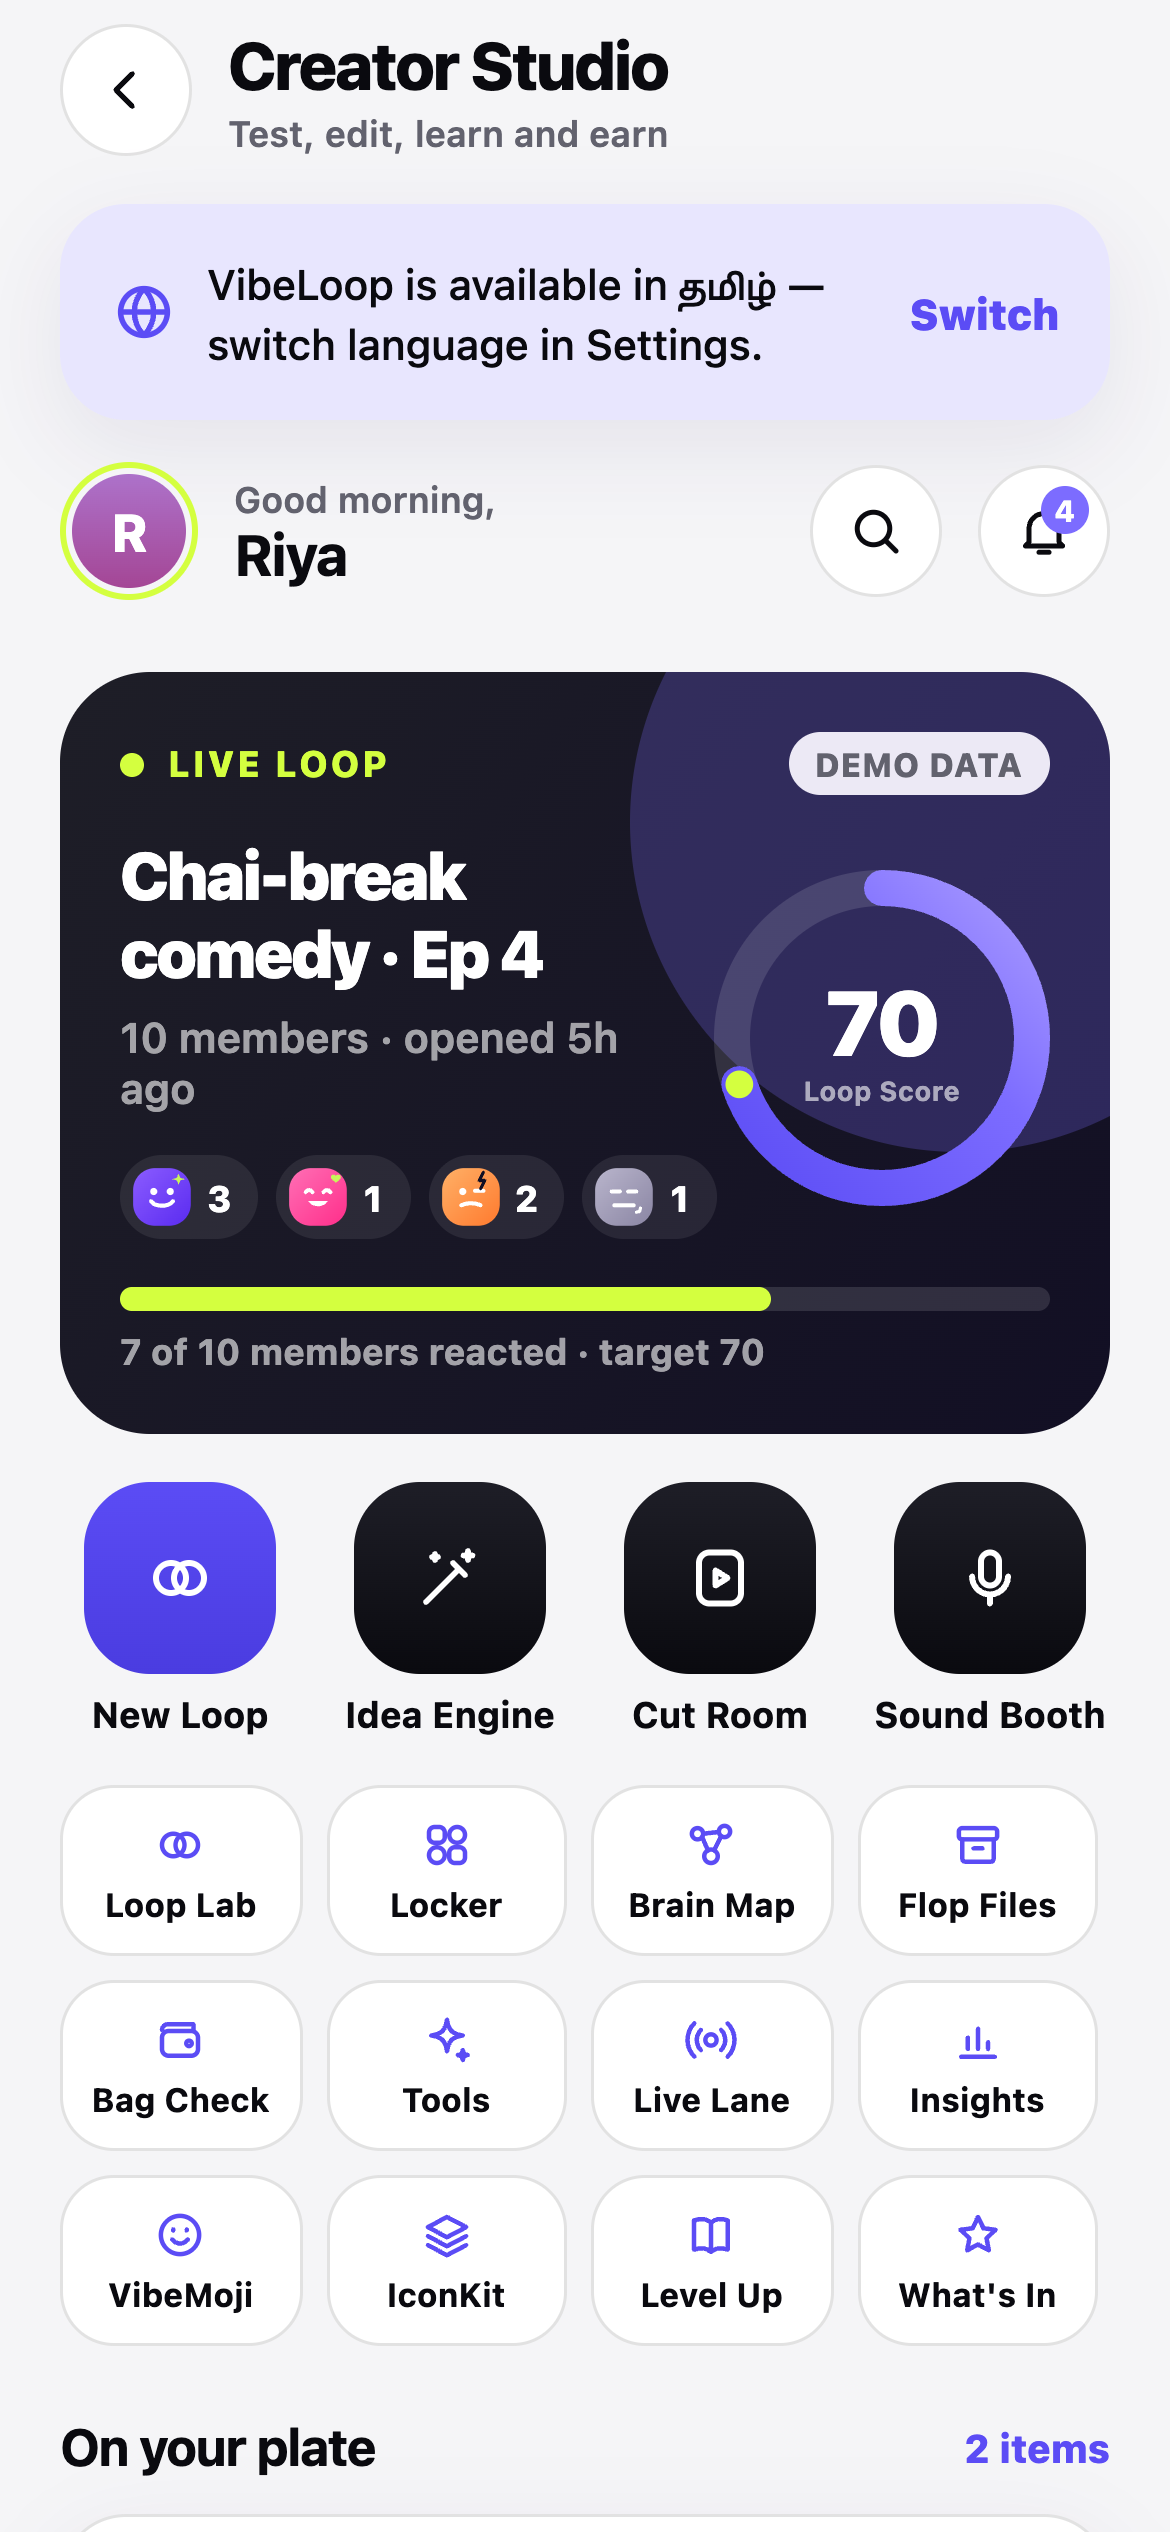 Creator Studio
Test, edit, learn and earn
VibeLoop is available in தமிழ் —
switch language in Settings.
Switch
R
Good morning,
Riya
4
LIVE LOOP
DEMO DATA
Chai-break
comedy · Ep 4
10 members · opened 5h
ago
70
Loop Score
3
1
2
1
7 of 10 members reacted · target 70
New Loop
Idea Engine
Cut Room
Sound Booth
Loop Lab
Locker
Brain Map
Flop Files
Bag Check
Tools
Live Lane
Insights
VibeMoji
IconKit
Level Up
What's In
On your plate
2 items